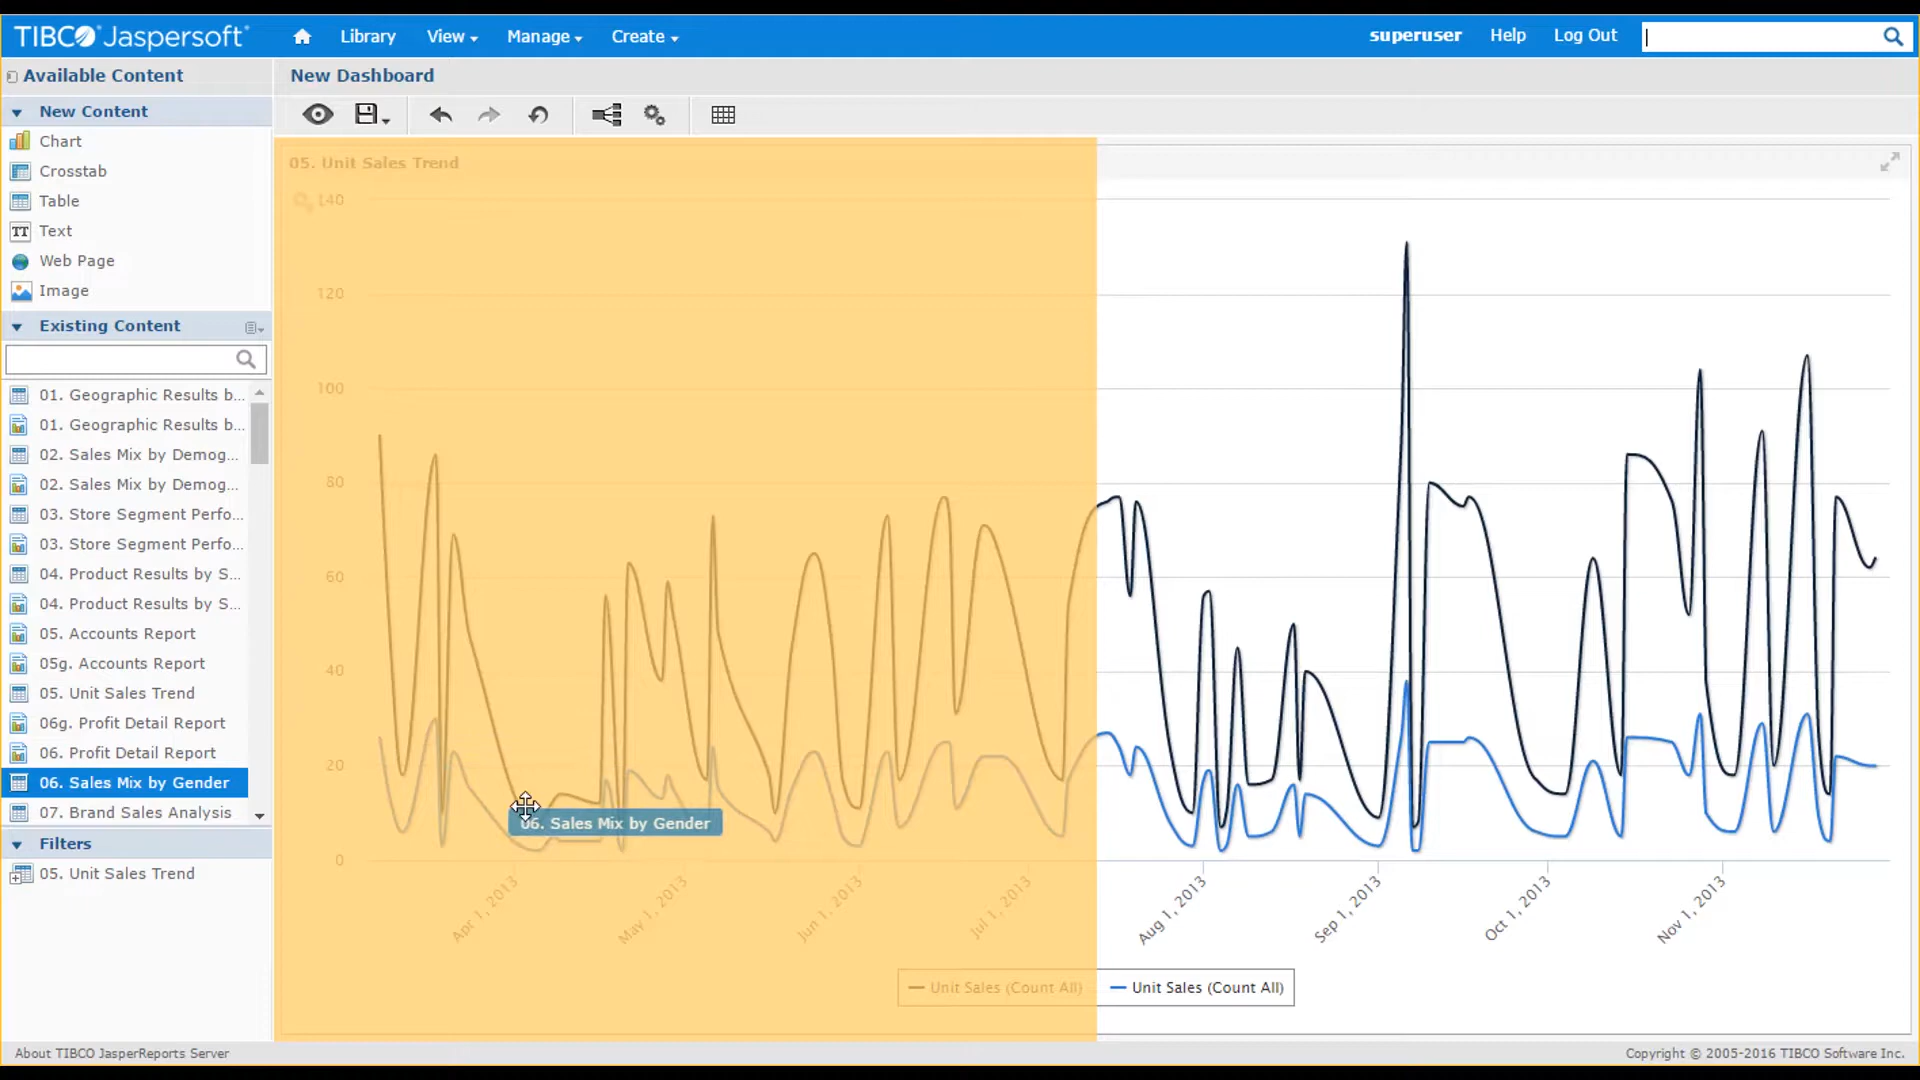 TIBCO Jaspersoft
Library
View
Manage
Create
superuser
Help
Log Out
Available Content
New Dashboard
New Content
Chart
Crosstab
Table
TT Text
Web Page
Image
Existing Content
01. Geographic Results b...
01. Geographic Results b...
02. Sales Mix by Demog...
02. Sales Mix by Demog...
03. Store Segment Perfo...
03. Store Segment Perfo...
04. Product Results by S...
04. Product Results by S...
05. Accounts Report
05g. Accounts Report
05. Unit Sales Trend
06g. Profit Detail Report
06. Profit Detail Report
06. Sales Mix by Gender
07. Brand Sales Analysis
Filters
05. Unit Sales Trend
05. Unit Sales Trend
140
120
100
80
60
40
20
0
06. Sales Mix by Gender
Apr 1, 2013
May 1, 2013
Jun 1, 2013
Jul 1, 2013
Aug 1, 2013
Sep 1, 2013
Oct 1, 2013
Nov 1, 2013
Unit Sales (Count All)
Unit Sales (Count All)
About TIBCO JasperReports Server
Copyright © 2005-2016 TIBCO Software Inc.